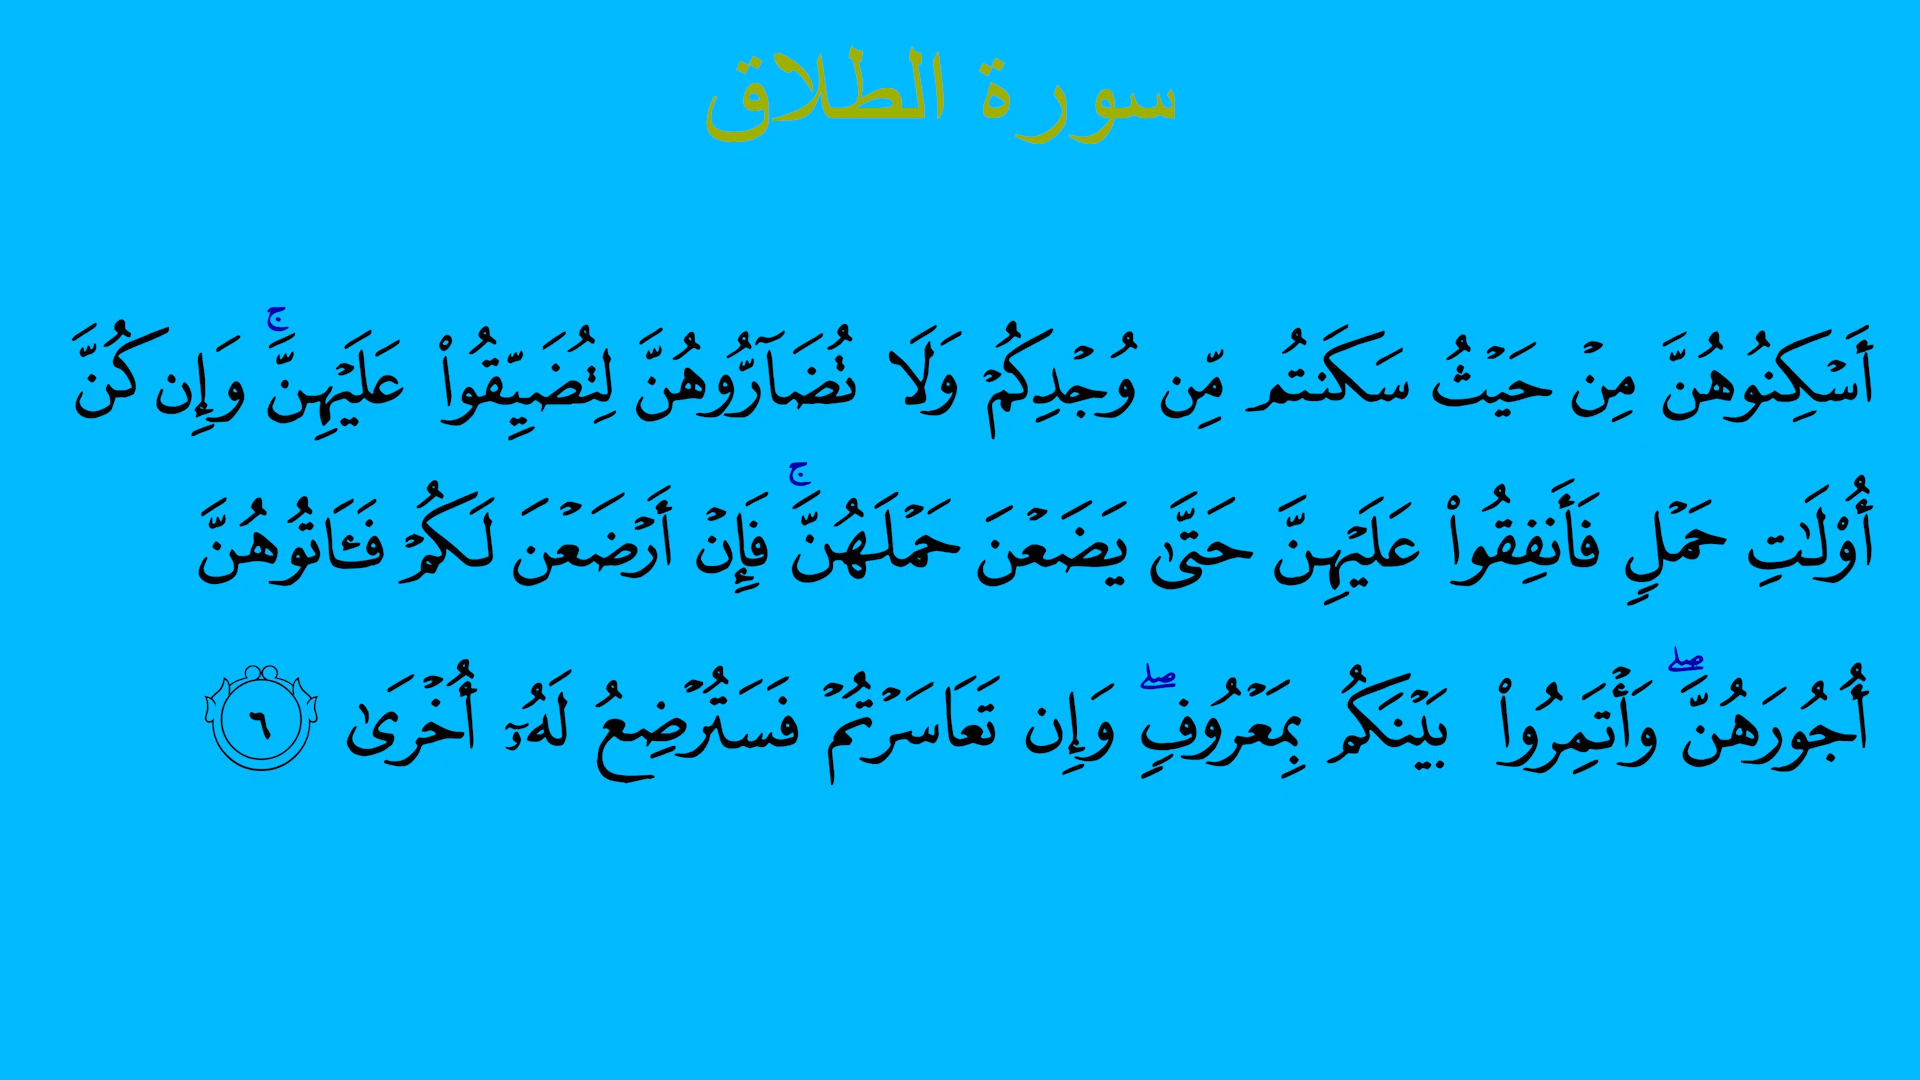 سورة الطلاق
أَسۡكِنُوهُنَّ مِنۡ حَيۡثُ سَكَنتُم مِّن وُجۡدِكُمۡ وَلَا تُضَآرُّوهُنَّ لِتُضَيِّقُواْ عَلَيۡهِنَّۚ وَإِن كُنَّ
أُوْلَٰتِ حَمۡلٖ فَأَنفِقُواْ عَلَيۡهِنَّ حَتَّىٰ يَضَعۡنَ حَمۡلَهُنَّۚ فَإِنۡ أَرۡضَعۡنَ لَكُمۡ فَـَٔاتُوهُنَّ
أُجُورَهُنَّۖ وَأۡتَمِرُواْ بَيۡنَكُم بِمَعۡرُوفٖۖ وَإِن تَعَاسَرۡتُمۡ فَسَتُرۡضِعُ لَهُۥٓ أُخۡرَىٰ ٦